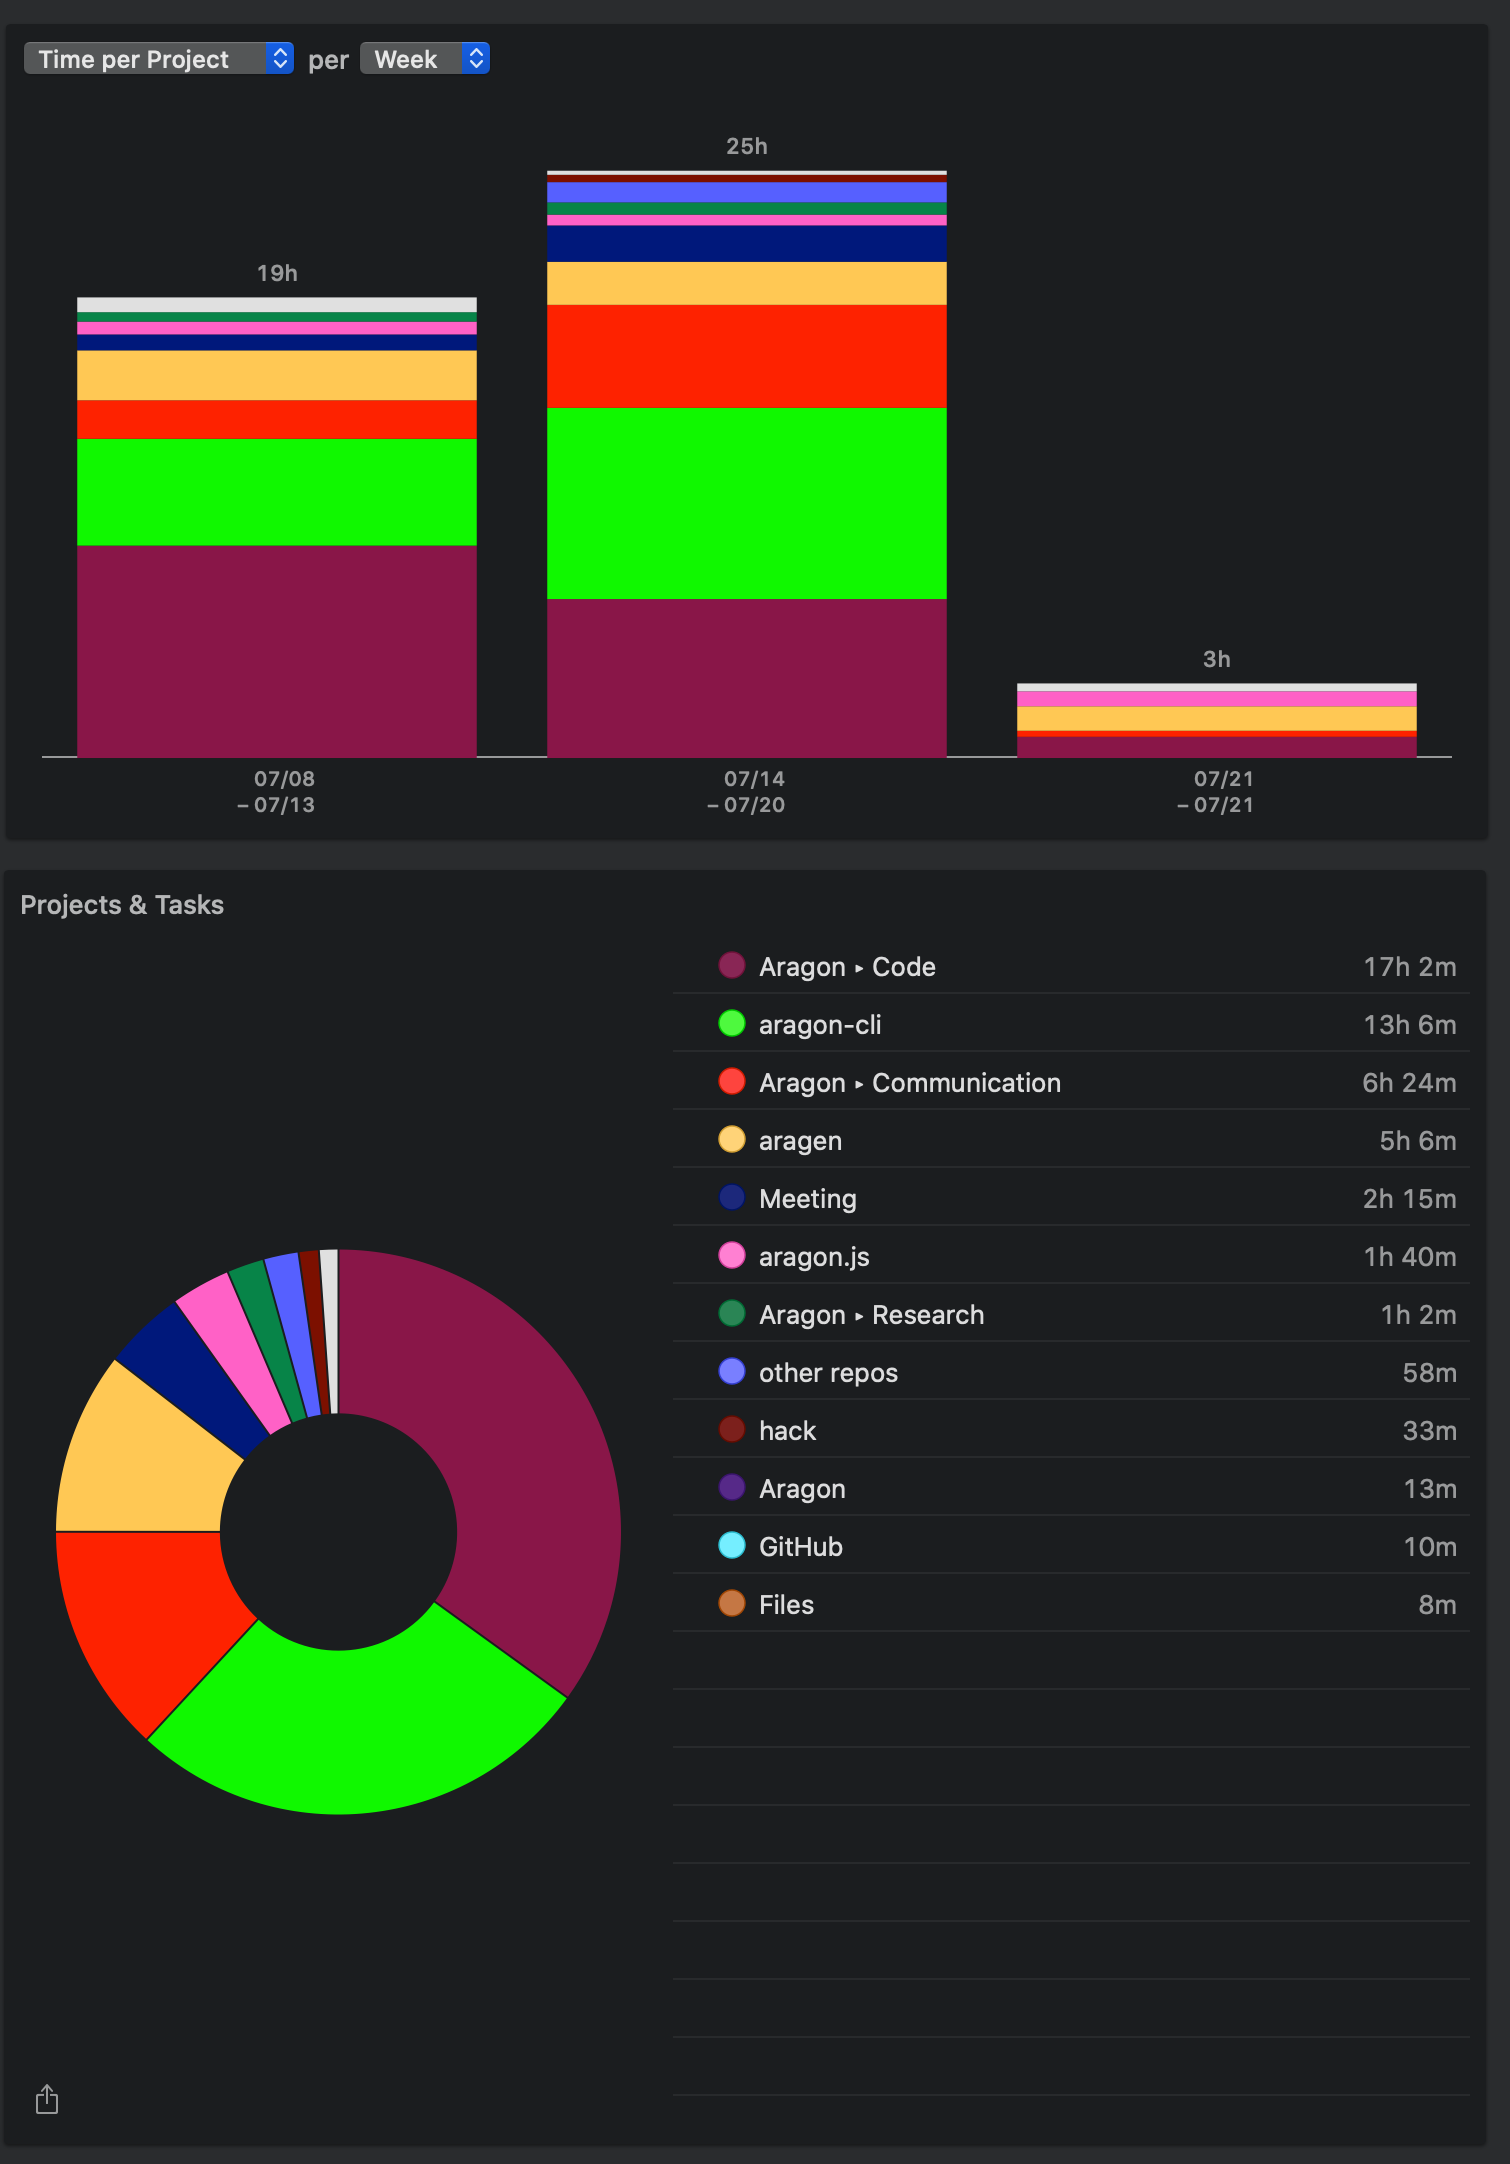 Time per Project per Week
25h
19h
3h
07/08 07/14 07/21
– 07/13 – 07/20 – 07/21
Projects & Tasks
Aragon ▸ Code 17h 2m
aragon-cli 13h 6m
Aragon ▸ Communication 6h 24m
aragen 5h 6m
Meeting 2h 15m
aragon.js 1h 40m
Aragon ▸ Research 1h 2m
other repos 58m
hack 33m
Aragon 13m
GitHub 10m
Files 8m